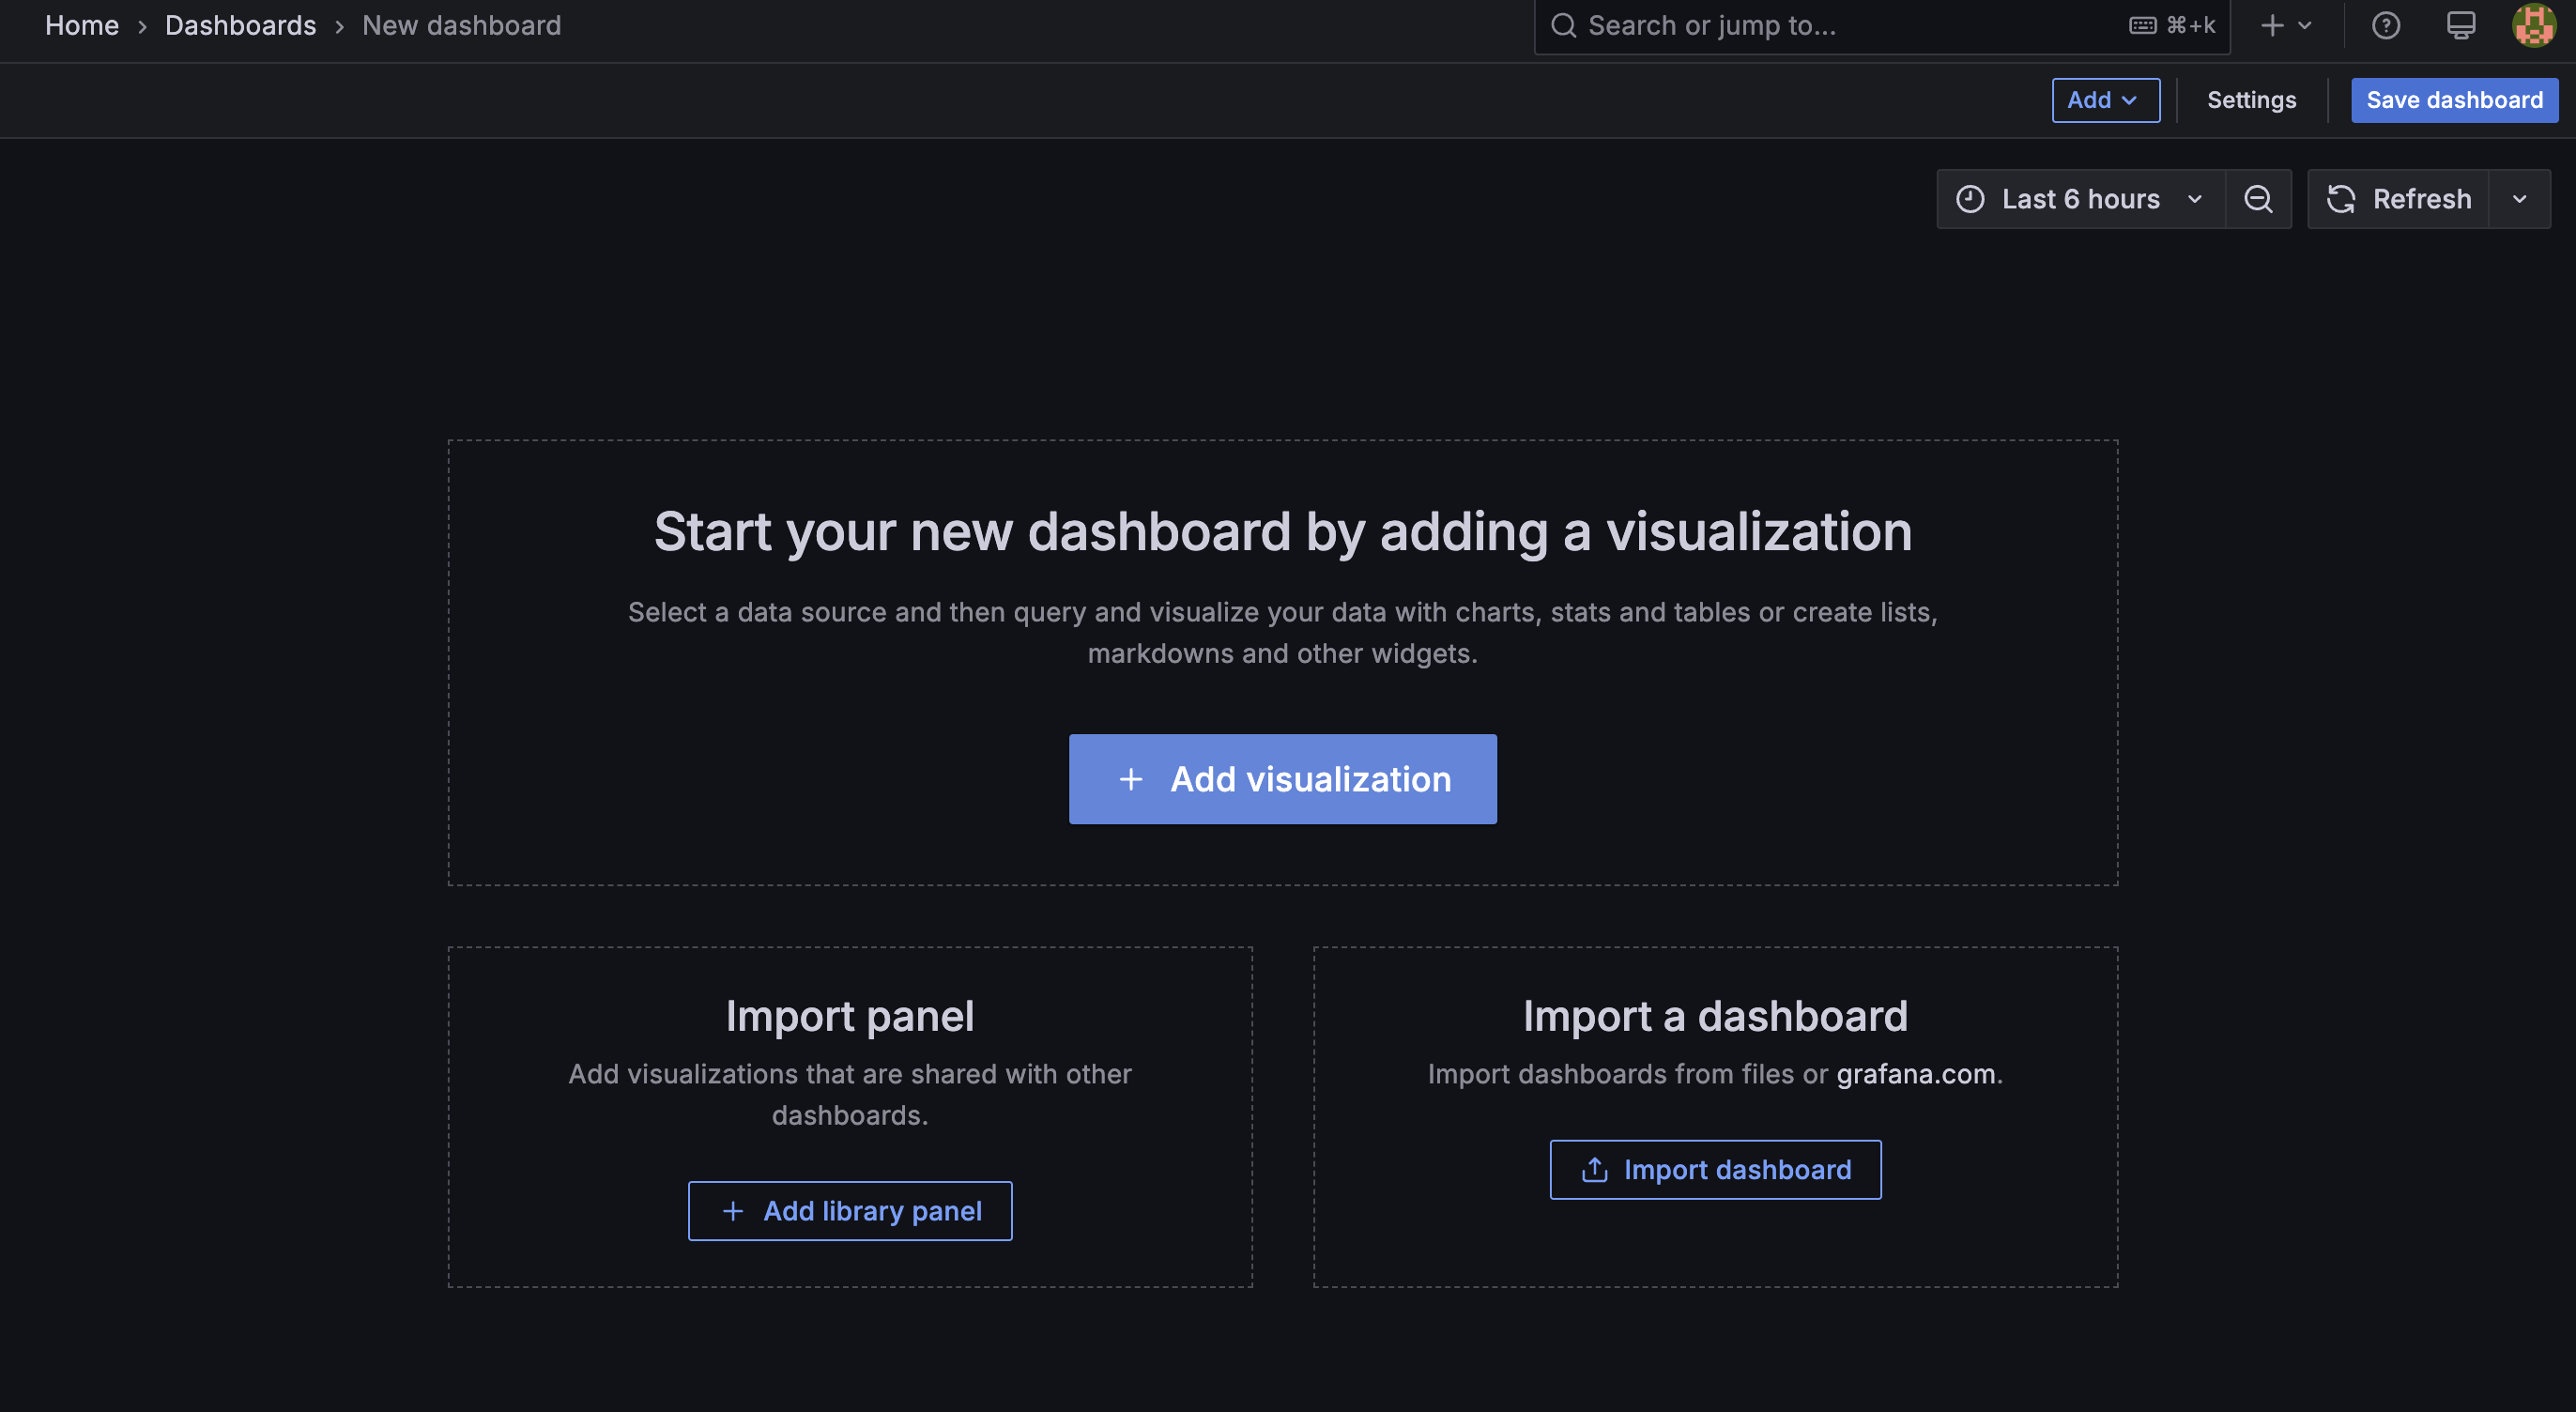 Home > Dashboards > New dashboard
Search or jump to...
⌘+k
Add
Settings
Save dashboard
Last 6 hours
Refresh
Start your new dashboard by adding a visualization
Select a data source and then query and visualize your data with charts, stats and tables or create lists,
markdowns and other widgets.
+ Add visualization
Import panel
Add visualizations that are shared with other
dashboards.
+ Add library panel
Import a dashboard
Import dashboards from files or grafana.com.
Import dashboard